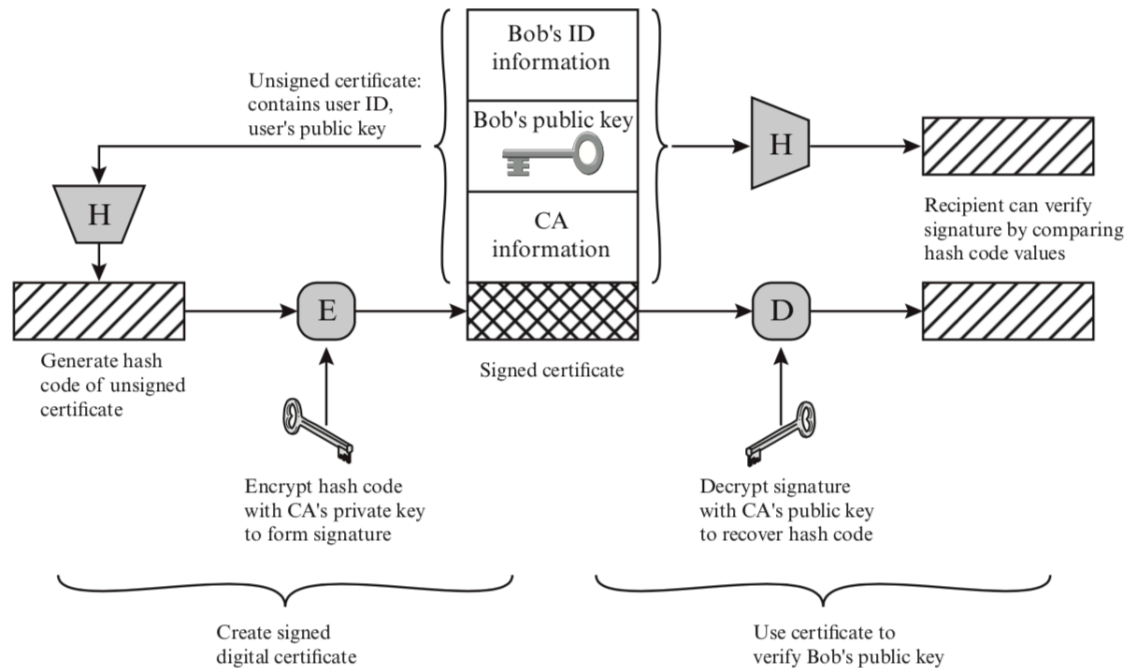 Bob's ID
information
Unsigned certificate:
contains user ID,
user's public key
Bob's public key
H
H
CA
information
Recipient can verify
signature by comparing
hash code values
E
D
Generate hash
code of unsigned
certificate
Signed certificate
Encrypt hash code
with CA's private key
to form signature
Decrypt signature
with CA's public key
to recover hash code
Create signed
digital certificate
Use certificate to
verify Bob's public key